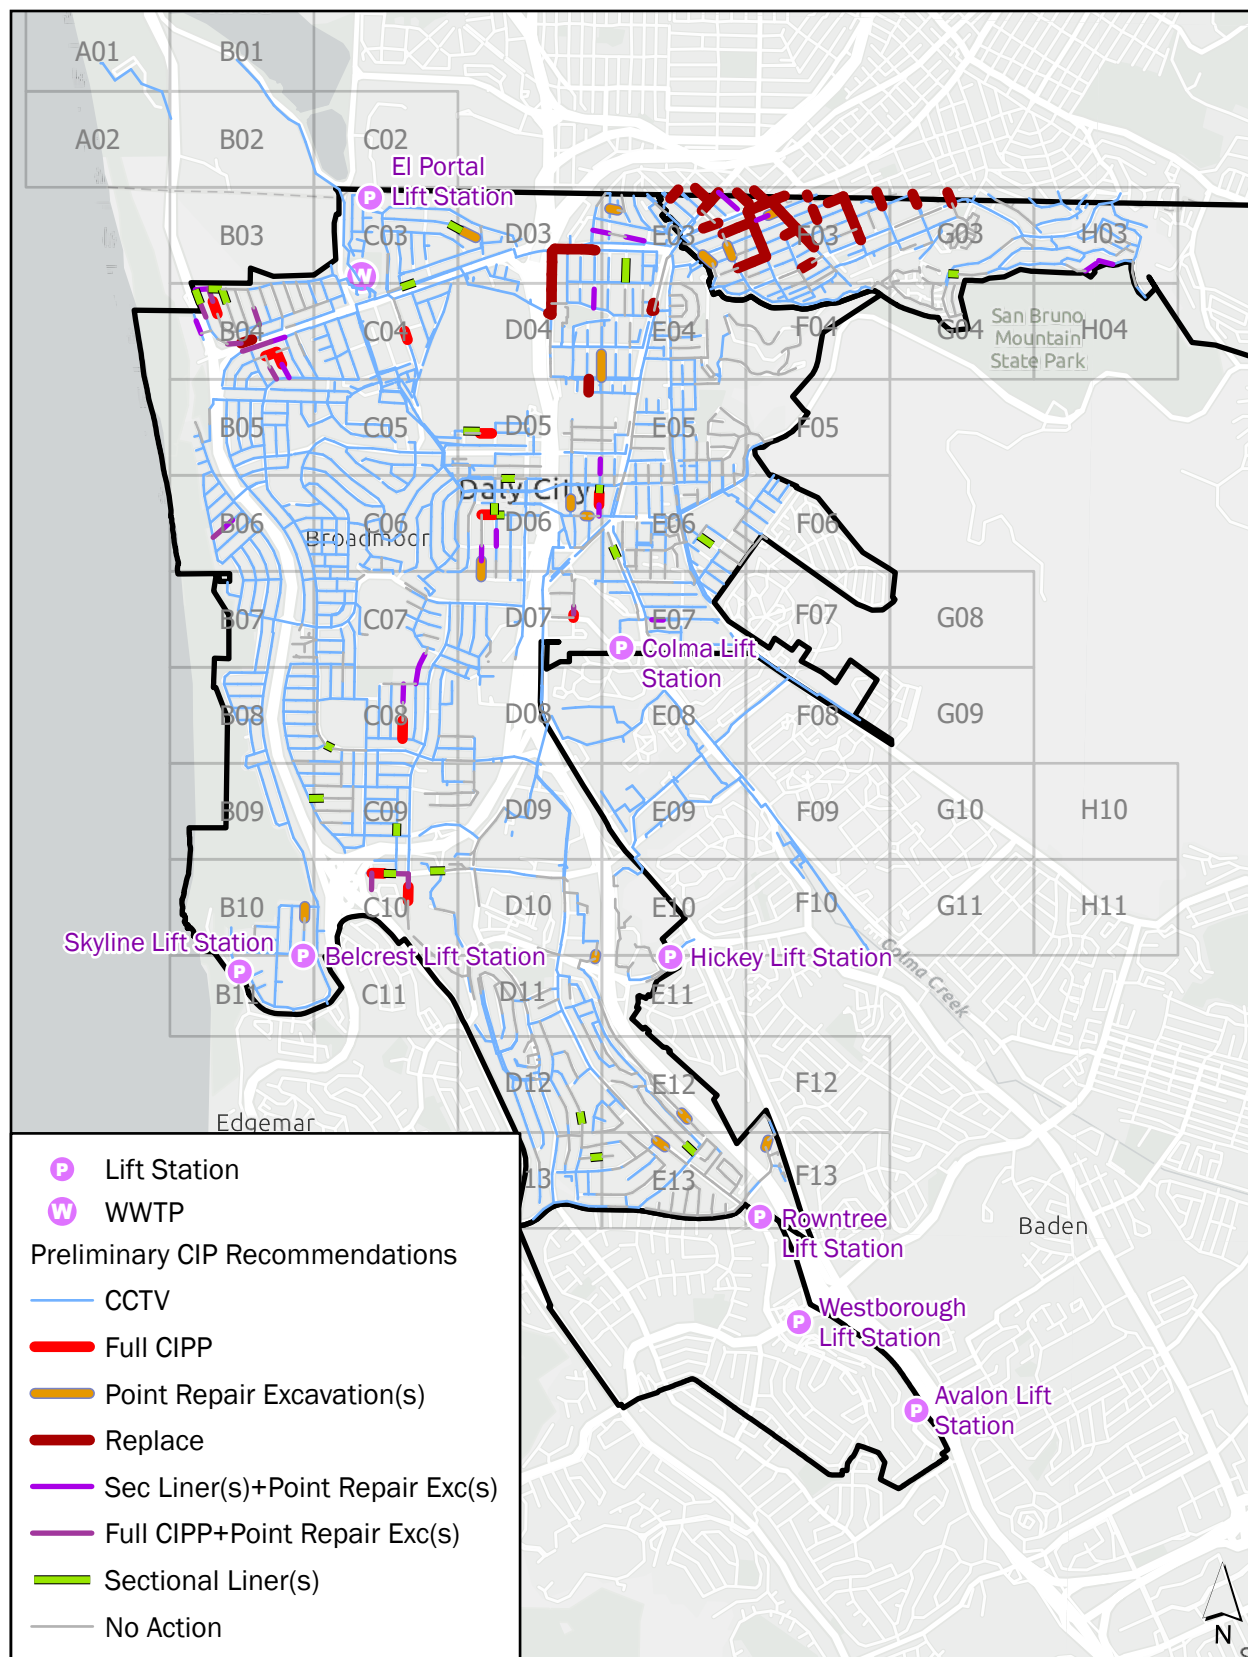 A01
B01
A02
B02
C02
El Portal
Lift Station
P
B03
C03
D03
E03
F03
G03
H03
W
B04
C04
D04
E04
F04
G04
H04
San Bruno
Mountain
State Park
B05
C05
D05
E05
F05
Daly City
B06
C06
D06
E06
F06
Broadmoor
B07
C07
D07
E07
F07
G08
P
Colma Lift
Station
B08
C08
D08
E08
F08
G09
B09
C09
D09
E09
F09
G10
H10
B10
C10
D10
E10
F10
G11
H11
Skyline Lift Station
P
P
Belcrest Lift Station
P
Hickey Lift Station
Colma Creek
B11
C11
D11
E11
D12
E12
F12
Edgemar
13
E13
F13
P
Rowntree
Lift Station
Baden
P
Westborough
Lift Station
P
Avalon Lift
Station
P Lift Station
W WWTP
Preliminary CIP Recommendations
CCTV
Full CIPP
Point Repair Excavation(s)
Replace
Sec Liner(s)+Point Repair Exc(s)
Full CIPP+Point Repair Exc(s)
Sectional Liner(s)
No Action
N